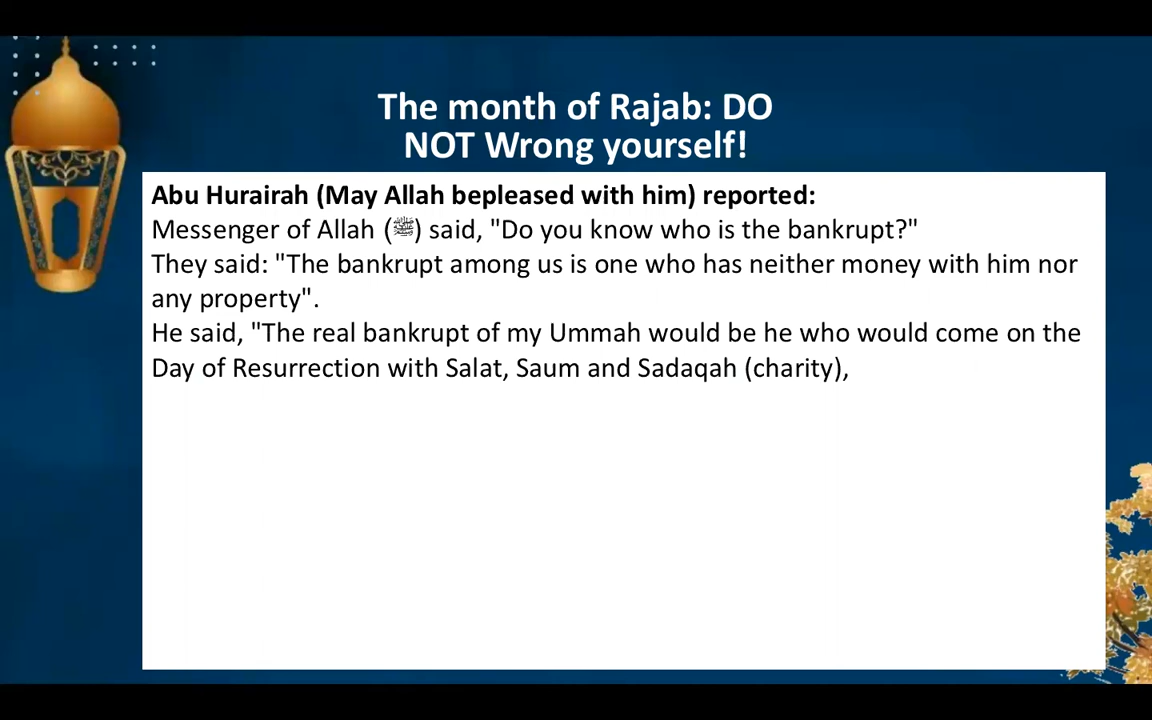 The month of Rajab: DO
NOT Wrong yourself!
Abu Hurairah (May Allah bepleased with him) reported:
Messenger of Allah (ﷺ) said, "Do you know who is the bankrupt?"
They said: "The bankrupt among us is one who has neither money with him nor
any property".
He said, "The real bankrupt of my Ummah would be he who would come on the
Day of Resurrection with Salat, Saum and Sadaqah (charity),